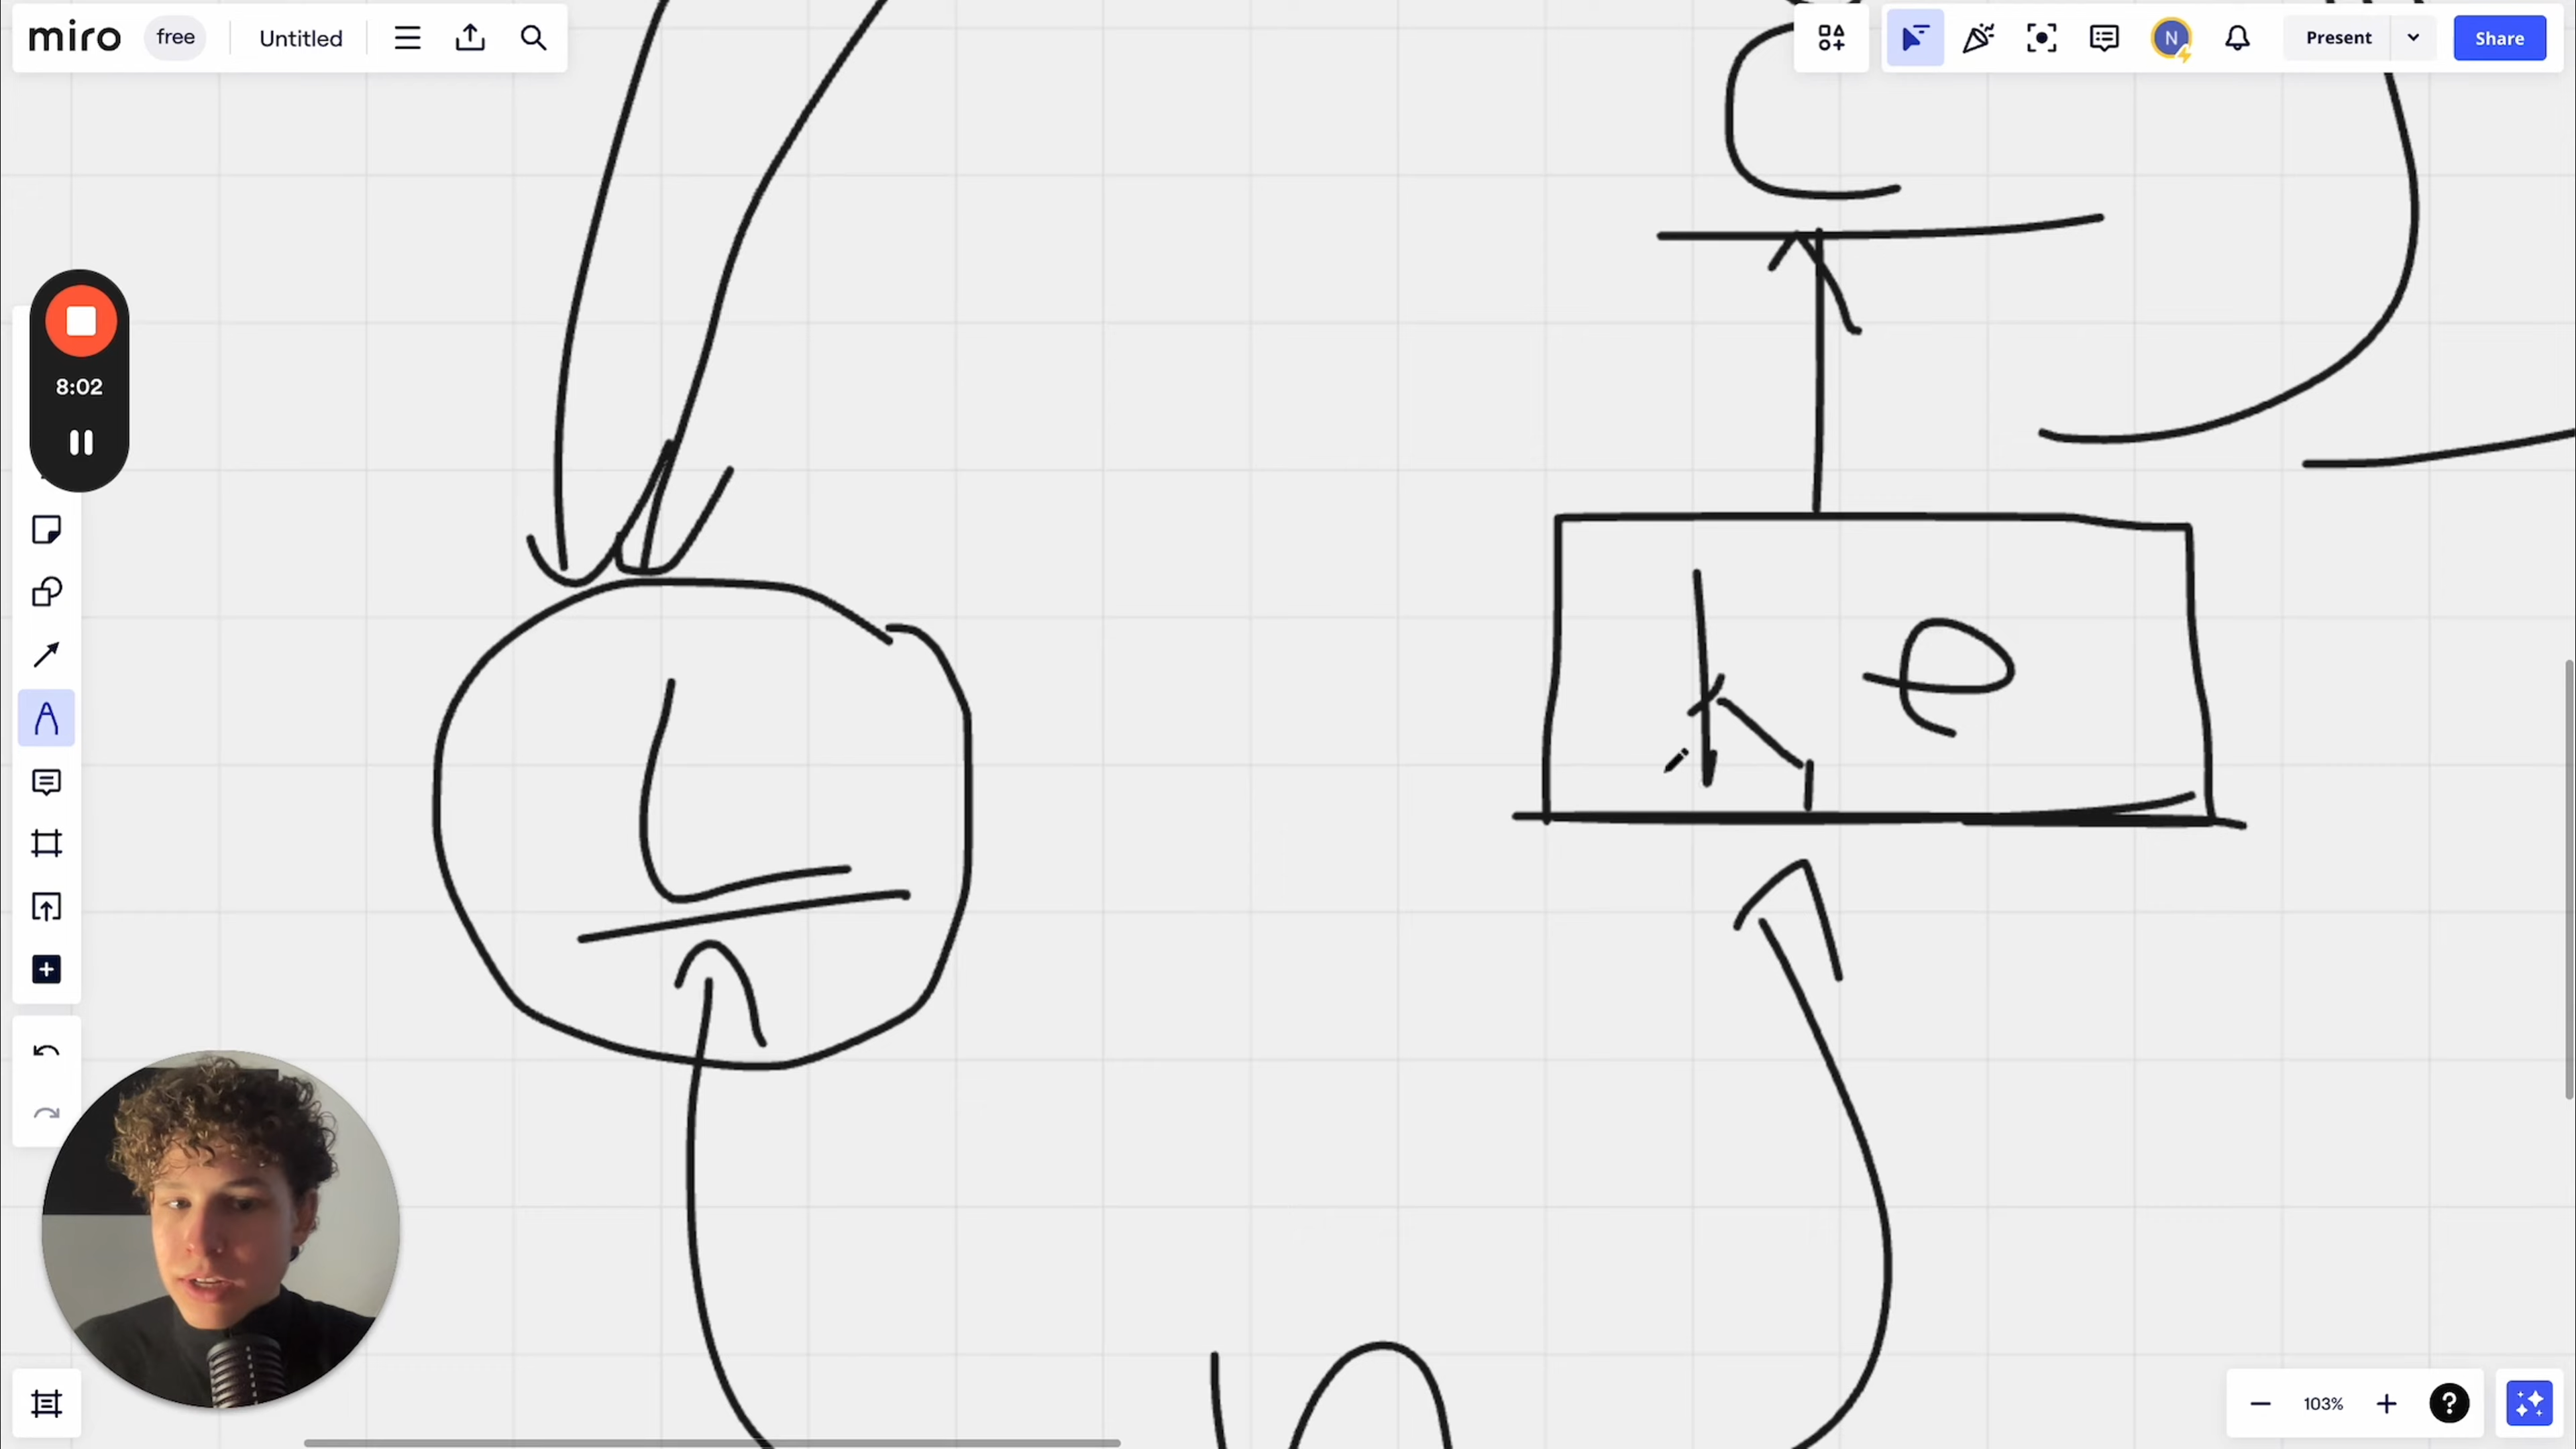 miro free Untitled
N Present Share
C
8:02
L
k e
103% ?